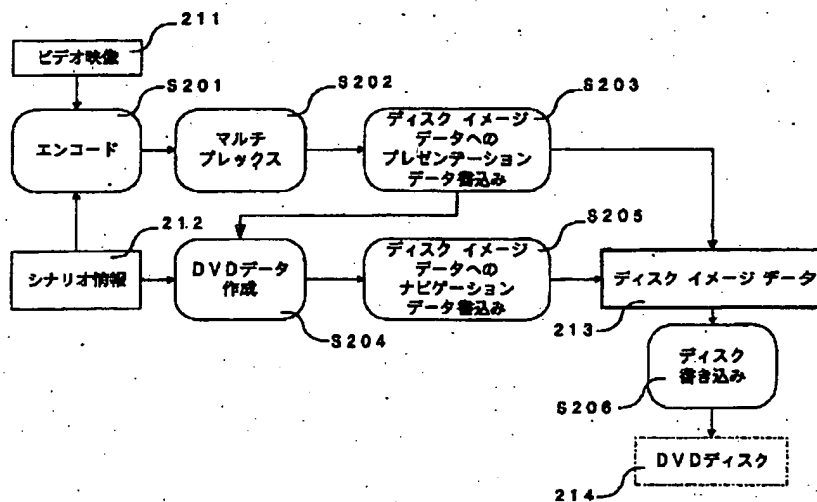 211
ビデオ映像
S201
S202
S203
エンコード
マルチ
プレックス
ディスク イメージ
データへの
プレゼンテーション
データ書込み
212
S205
シナリオ情報
DVDデータ
作成
ディスク イメージ
データへの
ナビゲーション
データ書込み
ディスク イメージ データ
S204
213
ディスク
書き込み
S206
DVDディスク
214